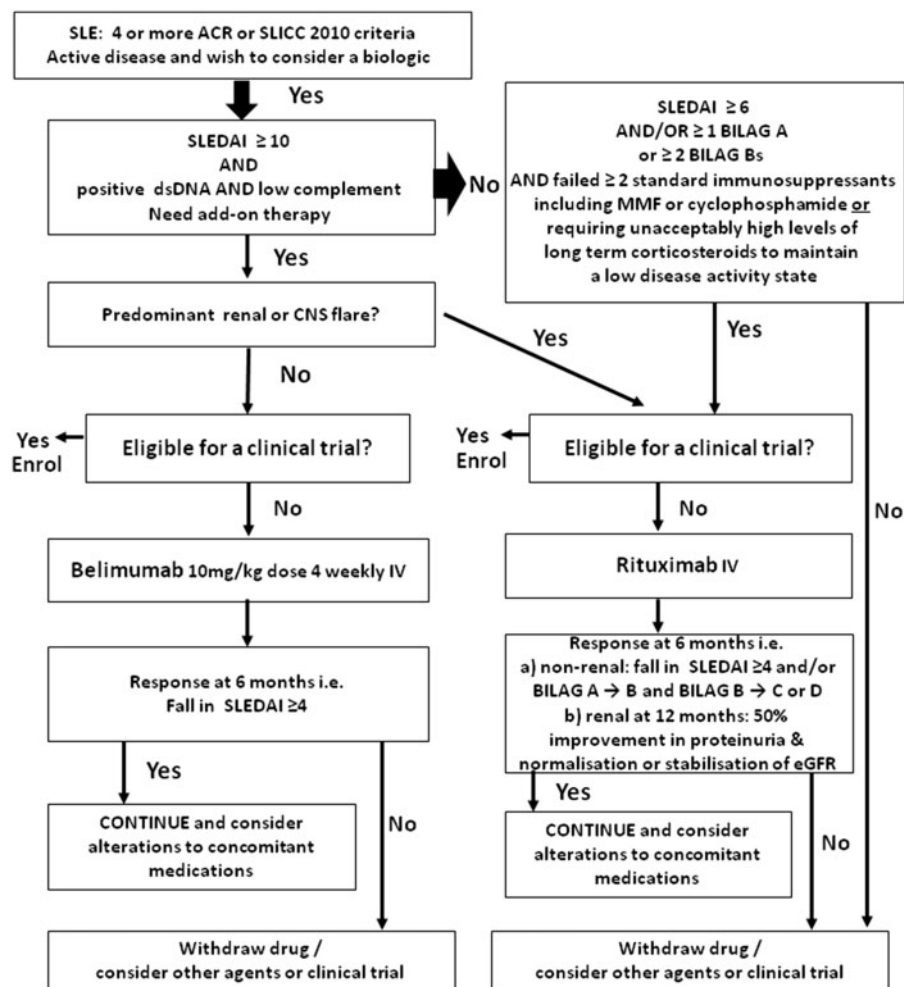 SLE: 4 or more ACR or SLICC 2010 criteria
Active disease and wish to consider a biologic
Yes
SLEDAI ≥ 10
AND
positive dsDNA AND low complement
Need add-on therapy
No
SLEDAI ≥ 6
AND/OR ≥ 1 BILAG A
or ≥ 2 BILAG Bs
AND failed ≥ 2 standard immunosuppressants
including MMF or cyclophosphamide or
requiring unacceptably high levels of
long term corticosteroids to maintain
a low disease activity state
Yes
Predominant renal or CNS flare?
Yes
Yes
No
Yes
Enrol
Eligible for a clinical trial?
Yes
Enrol
Eligible for a clinical trial?
No
No
No
Belimumab 10mg/kg dose 4 weekly IV
Rituximab IV
Response at 6 months i.e.
Fall in SLEDAI ≥4
Response at 6 months i.e.
a) non-renal: fall in SLEDAI ≥4 and/or
BILAG A → B and BILAG B → C or D
b) renal at 12 months: 50%
improvement in proteinuria &
normalisation or stabilisation of eGFR
Yes
No
Yes
No
CONTINUE and consider
alterations to concomitant
medications
CONTINUE and consider
alterations to concomitant
medications
Withdraw drug /
consider other agents or clinical trial
Withdraw drug /
consider other agents or clinical trial